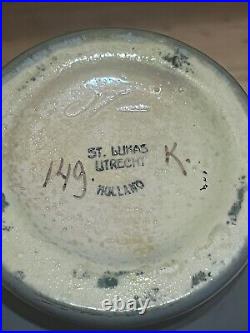 ST. LUKAS
UTRECHT
149. K.
HOLLAND